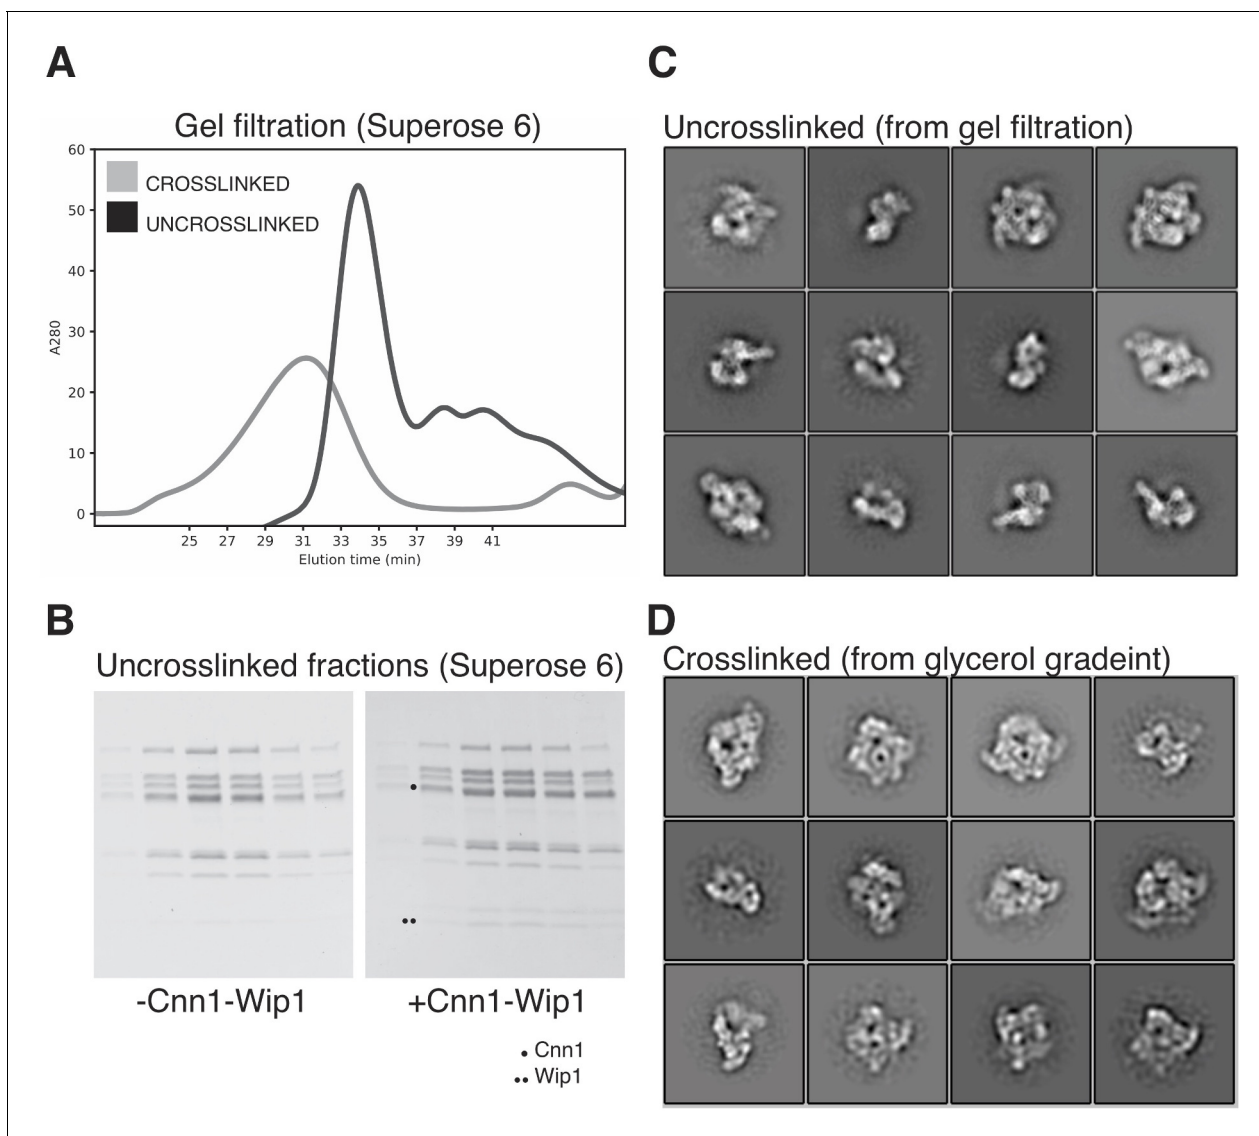 A
Gel filtration (Superose 6)
60
50
40
30
20
10
0
A280
CROSSLINKED
UNCROSSLINKED
25 27 29 31 33 35 37 39 41
Elution time (min)
B
Uncrosslinked fractions (Superose 6)
-Cnn1-Wip1
+Cnn1-Wip1
• Cnn1
•• Wip1
C
Uncrosslinked (from gel filtration)
D
Crosslinked (from glycerol gradeint)